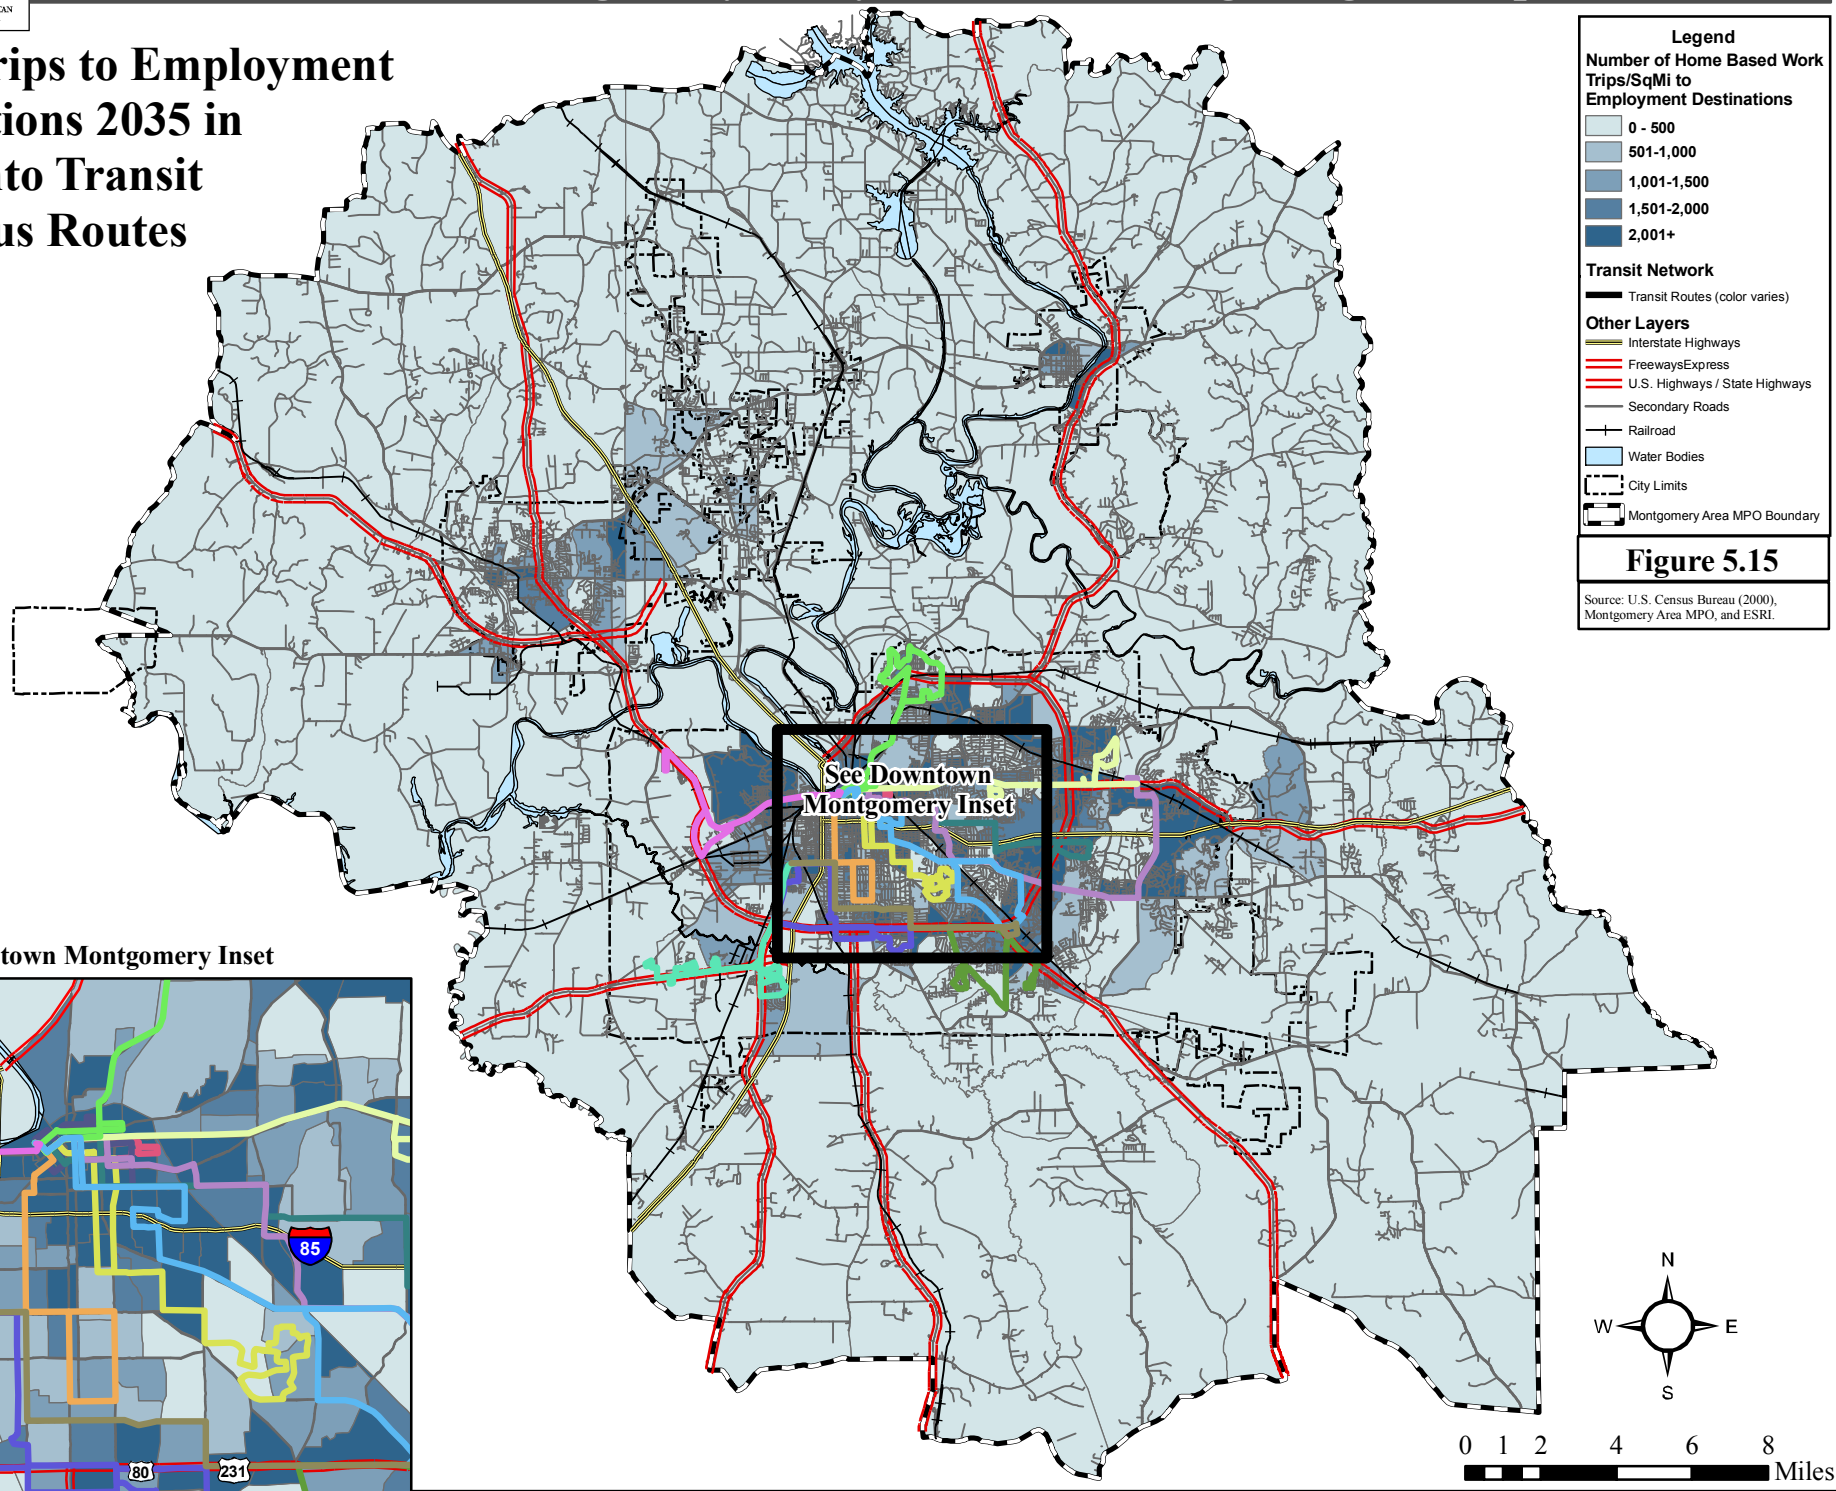 rips to Employment
tions 2035 in
nto Transit
us Routes
Legend
Number of Home Based Work
Trips/SqMi to
Employment Destinations
0 - 500
501-1,000
1,001-1,500
1,501-2,000
2,001+
Transit Network
Transit Routes (color varies)
Other Layers
Interstate Highways
FreewaysExpress
U.S. Highways / State Highways
Secondary Roads
Railroad
Water Bodies
City Limits
Montgomery Area MPO Boundary
Figure 5.15
Source: U.S. Census Bureau (2000),
Montgomery Area MPO, and ESRI.
See Downtown
Montgomery Inset
town Montgomery Inset
85
80
231
N
W E
S
0 1 2 4 6 8
Miles